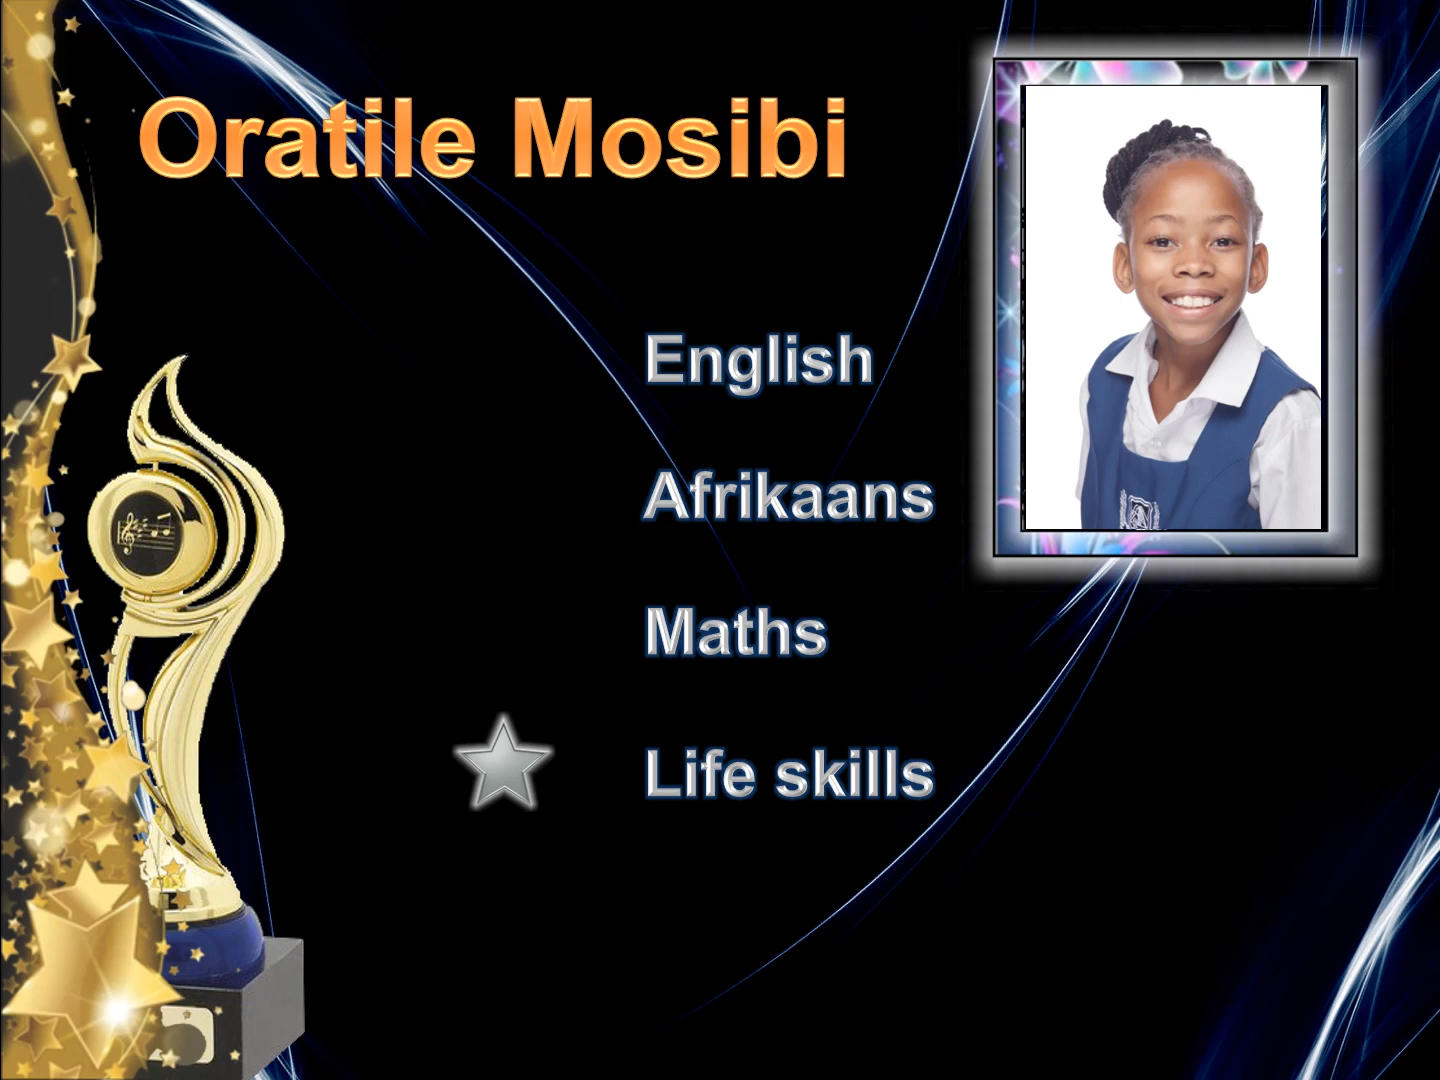 Oratile Mosibi
English
Afrikaans
Maths
Life skills